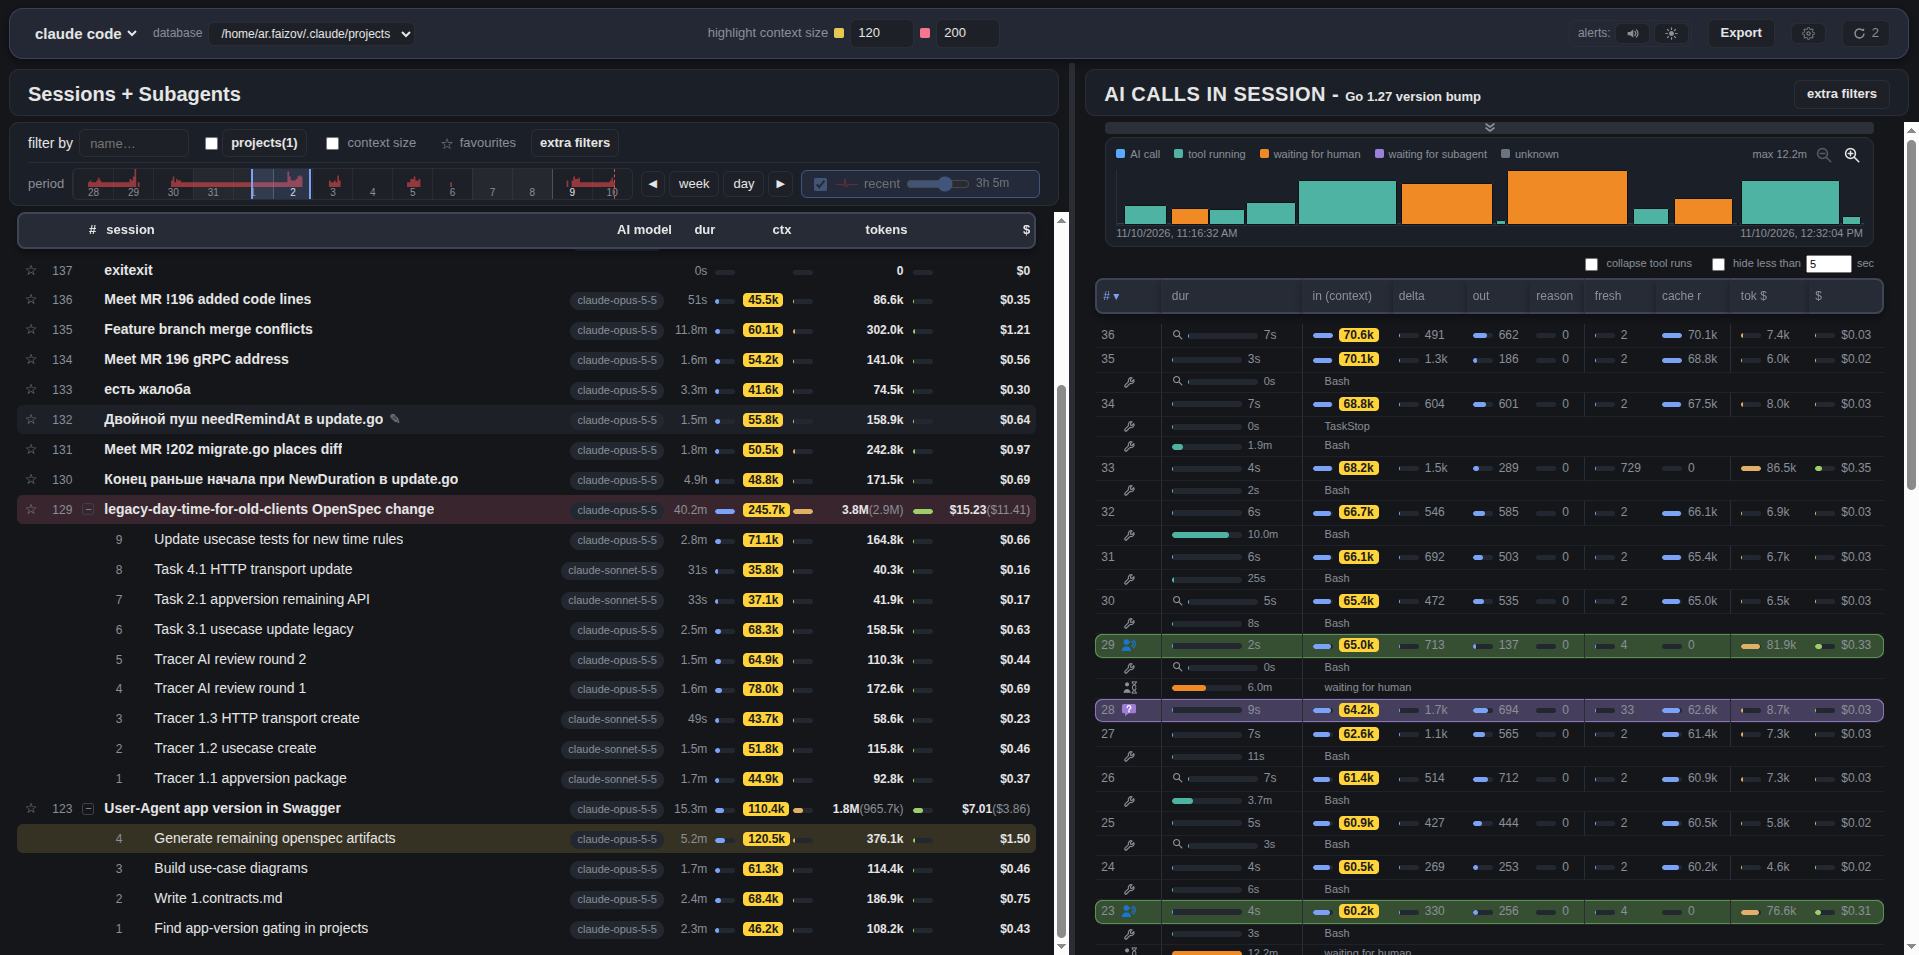 claude code database /home/ar.faizov/.claude/projects highlight context size 120 200 alerts: Export 2
Sessions + Subagents
filter by name… projects(1) context size ☆ favourites extra filters
period 28 29 30 31 1 2 3 4 5 6 7 8 9 10 ◀ week day ▶ recent 3h 5m
# session AI model dur ctx tokens $
☆ 137 exitexit 0s 0 $0
☆ 136 Meet MR !196 added code lines claude-opus-5-5 51s 45.5k 86.6k $0.35
☆ 135 Feature branch merge conflicts claude-opus-5-5 11.8m 60.1k 302.0k $1.21
☆ 134 Meet MR 196 gRPC address claude-opus-5-5 1.6m 54.2k 141.0k $0.56
☆ 133 есть жалоба claude-opus-5-5 3.3m 41.6k 74.5k $0.30
☆ 132 Двойной пуш needRemindAt в update.go ✎ claude-opus-5-5 1.5m 55.8k 158.9k $0.64
☆ 131 Meet MR !202 migrate.go places diff claude-opus-5-5 1.8m 50.5k 242.8k $0.97
☆ 130 Конец раньше начала при NewDuration в update.go claude-opus-5-5 4.9h 48.8k 171.5k $0.69
☆ 129 − legacy-day-time-for-old-clients OpenSpec change claude-opus-5-5 40.2m 245.7k 3.8M(2.9M) $15.23($11.41)
9 Update usecase tests for new time rules claude-opus-5-5 2.8m 71.1k 164.8k $0.66
8 Task 4.1 HTTP transport update claude-sonnet-5-5 31s 35.8k 40.3k $0.16
7 Task 2.1 appversion remaining API claude-sonnet-5-5 33s 37.1k 41.9k $0.17
6 Task 3.1 usecase update legacy claude-opus-5-5 2.5m 68.3k 158.5k $0.63
5 Tracer AI review round 2 claude-opus-5-5 1.5m 64.9k 110.3k $0.44
4 Tracer AI review round 1 claude-opus-5-5 1.6m 78.0k 172.6k $0.69
3 Tracer 1.3 HTTP transport create claude-sonnet-5-5 49s 43.7k 58.6k $0.23
2 Tracer 1.2 usecase create claude-sonnet-5-5 1.5m 51.8k 115.8k $0.46
1 Tracer 1.1 appversion package claude-sonnet-5-5 1.7m 44.9k 92.8k $0.37
☆ 123 − User-Agent app version in Swagger claude-opus-5-5 15.3m 110.4k 1.8M(965.7k) $7.01($3.86)
4 Generate remaining openspec artifacts claude-opus-5-5 5.2m 120.5k 376.1k $1.50
3 Build use-case diagrams claude-opus-5-5 1.7m 61.3k 114.4k $0.46
2 Write 1.contracts.md claude-opus-5-5 2.4m 68.4k 186.9k $0.75
1 Find app-version gating in projects claude-opus-5-5 2.3m 46.2k 108.2k $0.43
AI CALLS IN SESSION - Go 1.27 version bump extra filters
AI call tool running waiting for human waiting for subagent unknown max 12.2m
11/10/2026, 11:16:32 AM 11/10/2026, 12:32:04 PM
collapse tool runs hide less than 5 sec
# ▾ dur in (context) delta out reason fresh cache r tok $ $
36 7s 70.6k 491 662 0 2 70.1k 7.4k $0.03
35 3s 70.1k 1.3k 186 0 2 68.8k 6.0k $0.02
0s Bash
34 7s 68.8k 604 601 0 2 67.5k 8.0k $0.03
0s TaskStop
1.9m Bash
33 4s 68.2k 1.5k 289 0 729 0 86.5k $0.35
2s Bash
32 6s 66.7k 546 585 0 2 66.1k 6.9k $0.03
10.0m Bash
31 6s 66.1k 692 503 0 2 65.4k 6.7k $0.03
25s Bash
30 5s 65.4k 472 535 0 2 65.0k 6.5k $0.03
8s Bash
29 2s 65.0k 713 137 0 4 0 81.9k $0.33
0s Bash
6.0m waiting for human
28 ? 9s 64.2k 1.7k 694 0 33 62.6k 8.7k $0.03
27 7s 62.6k 1.1k 565 0 2 61.4k 7.3k $0.03
11s Bash
26 7s 61.4k 514 712 0 2 60.9k 7.3k $0.03
3.7m Bash
25 5s 60.9k 427 444 0 2 60.5k 5.8k $0.02
3s Bash
24 4s 60.5k 269 253 0 2 60.2k 4.6k $0.02
6s Bash
23 4s 60.2k 330 256 0 4 0 76.6k $0.31
3s Bash
12.2m waiting for human